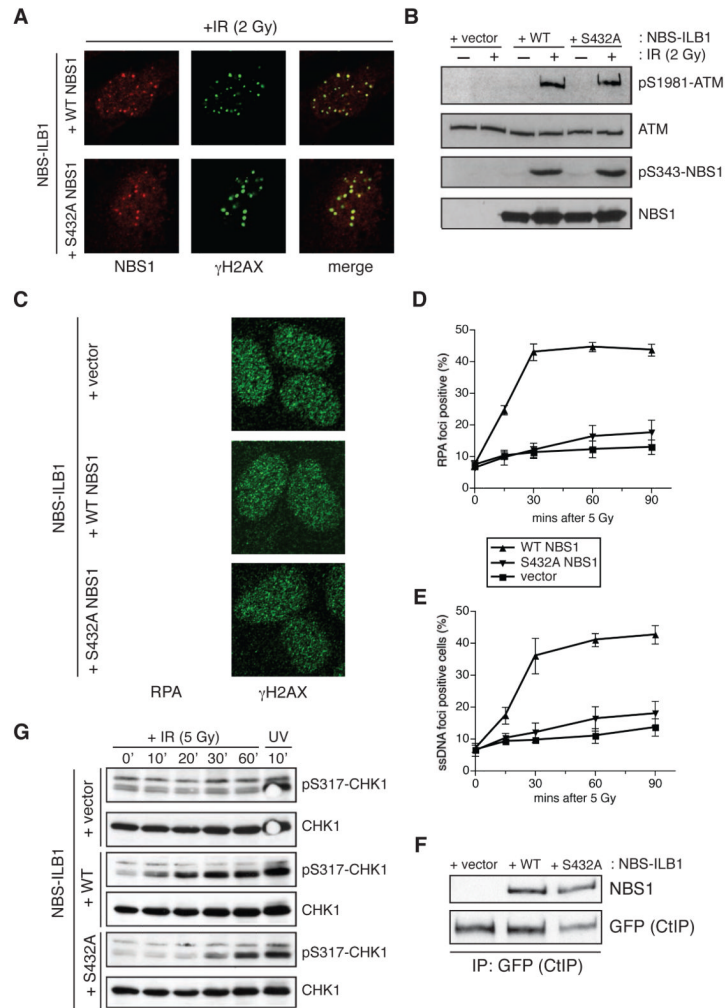 A
+IR (2 Gy)
NBS-ILB1
+ WT NBS1
+ S432A NBS1
NBS1
γH2AX
merge
B
+ vector
+ WT
+ S432A
: NBS-ILB1
– + – + – +
: IR (2 Gy)
pS1981-ATM
ATM
pS343-NBS1
NBS1
C
NBS-ILB1
+ vector
+ WT NBS1
+ S432A NBS1
RPA
γH2AX
D
RPA foci positive (%)
50
40
30
20
10
0
0 30 60 90
mins after 5 Gy
WT NBS1
S432A NBS1
vector
E
ssDNA foci positive cells (%)
50
40
30
20
10
0
0 30 60 90
mins after 5 Gy
F
+ vector + WT + S432A : NBS-ILB1
NBS1
GFP (CtIP)
IP: GFP (CtIP)
G
+ IR (5 Gy)
UV
0’ 10’ 20’ 30’ 60’ 10’
NBS-ILB1
+ vector
pS317-CHK1
CHK1
+ WT
pS317-CHK1
CHK1
+ S432A
pS317-CHK1
CHK1